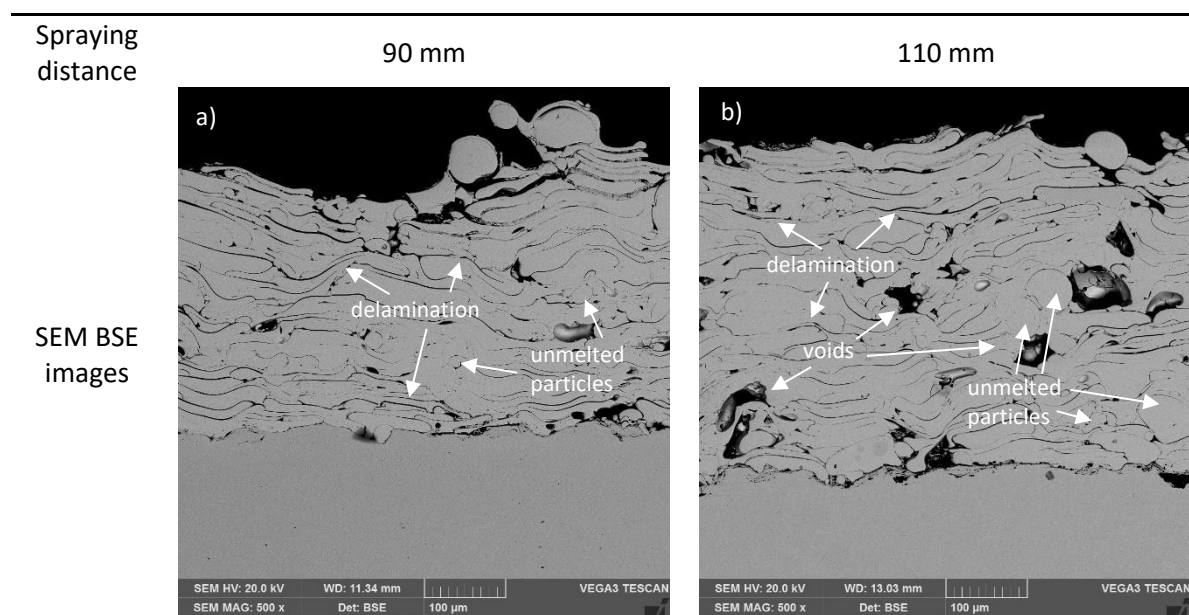 Spraying
distance
90 mm
110 mm
SEM BSE
images
a)
delamination
unmelted
particles
SEM HV: 20.0 kV
WD: 11.34 mm
VEGA3 TESCAN
SEM MAG: 500 x
Det: BSE
100 µm
b)
delamination
voids
unmelted
particles
SEM HV: 20.0 kV
WD: 13.03 mm
VEGA3 TESCAN
SEM MAG: 500 x
Det: BSE
100 µm